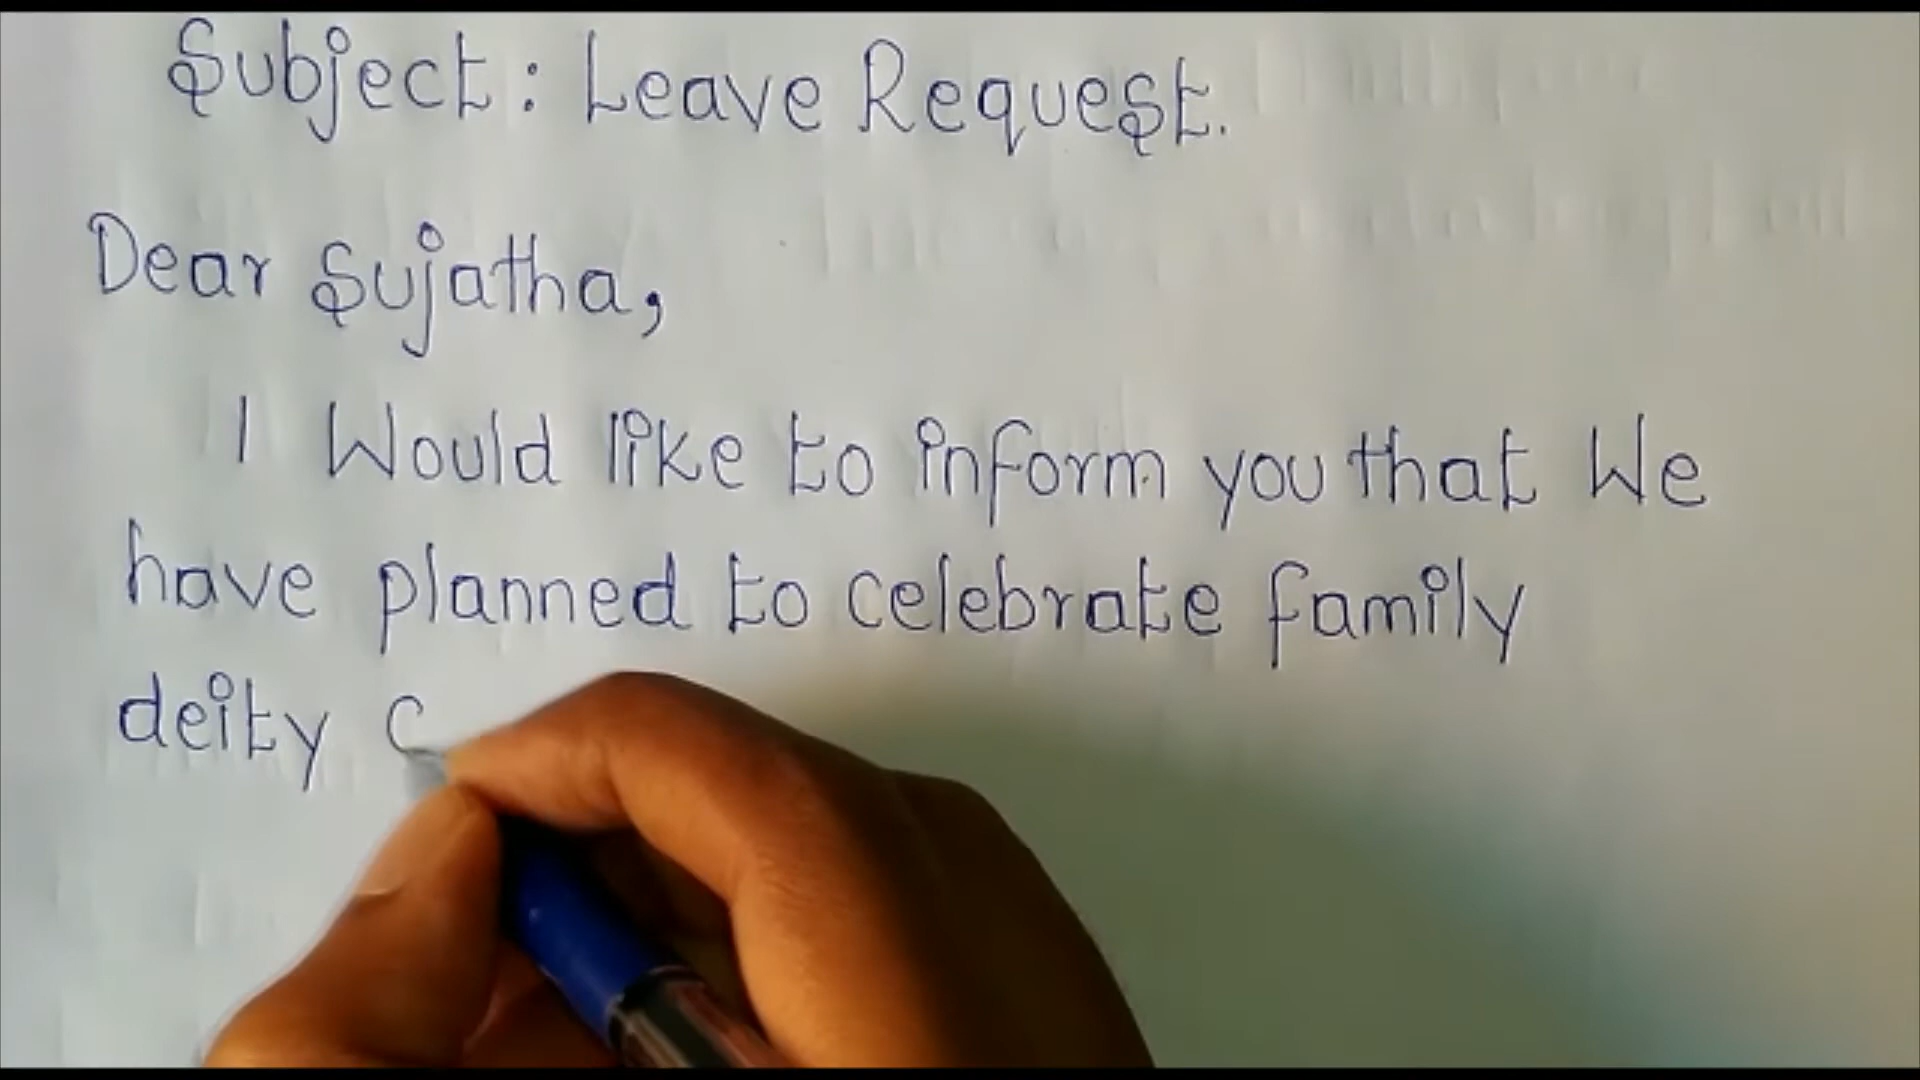 Subject: Leave Request.
Dear Sujatha,
I Would like to inform you that We
have planned to celebrate family
deity c